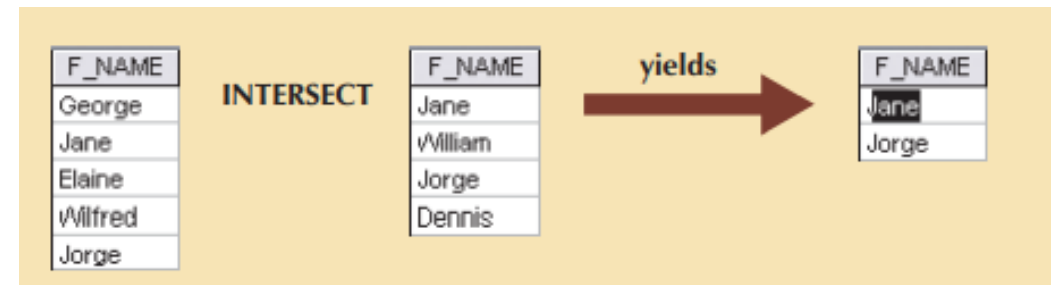 F_NAME
George
Jane
Elaine
Wilfred
Jorge
INTERSECT
F_NAME
Jane
William
Jorge
Dennis
yields
F_NAME
Jane
Jorge